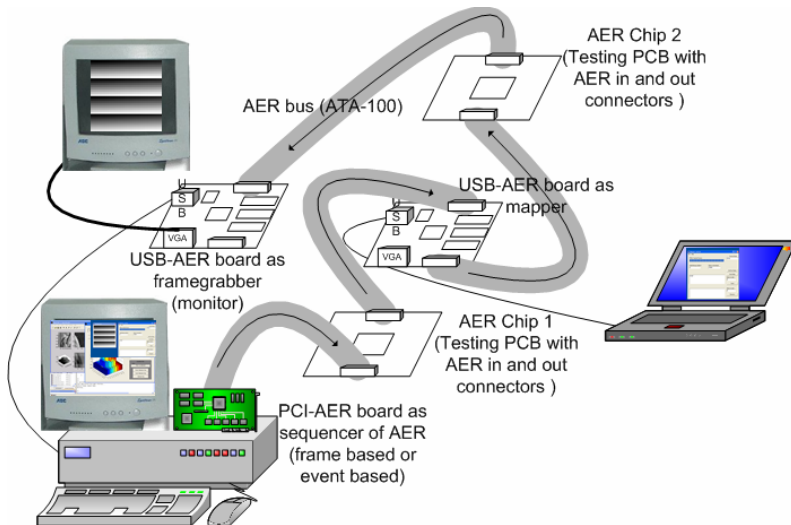 AER Chip 2
(Testing PCB with
AER in and out
connectors )
AER bus (ATA-100)
U
S
B
VGA
USB-AER board as
framegrabber
(monitor)
USB-AER board as
mapper
U
S
B
VGA
AER Chip 1
(Testing PCB with
AER in and out
connectors )
PCI-AER board as
sequencer of AER
(frame based or
event based)